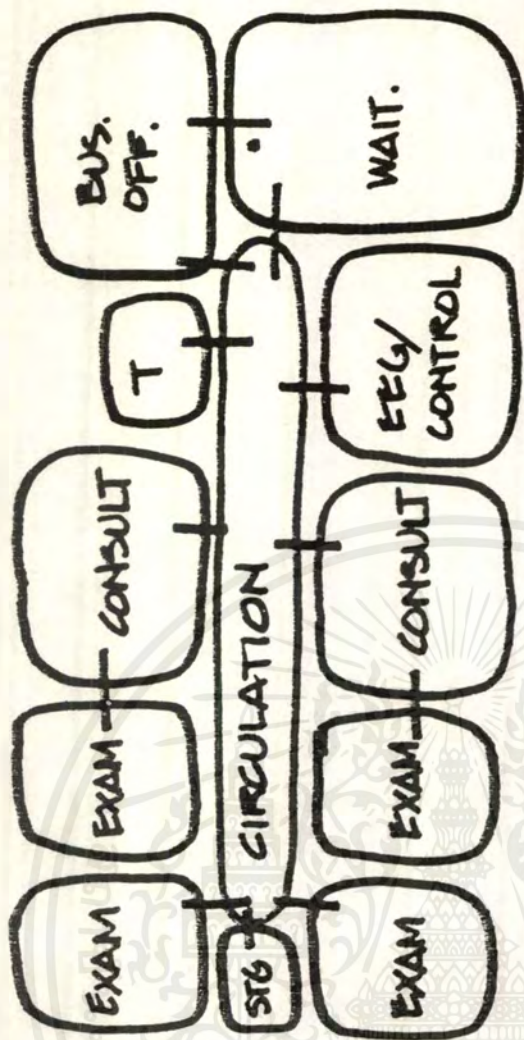 EXAM
EXAM
CONSULT
T
BUS.
OFF.
STG
CIRCULATION
EXAM
EXAM
CONSULT
EEG/
CONTROL
WAIT.